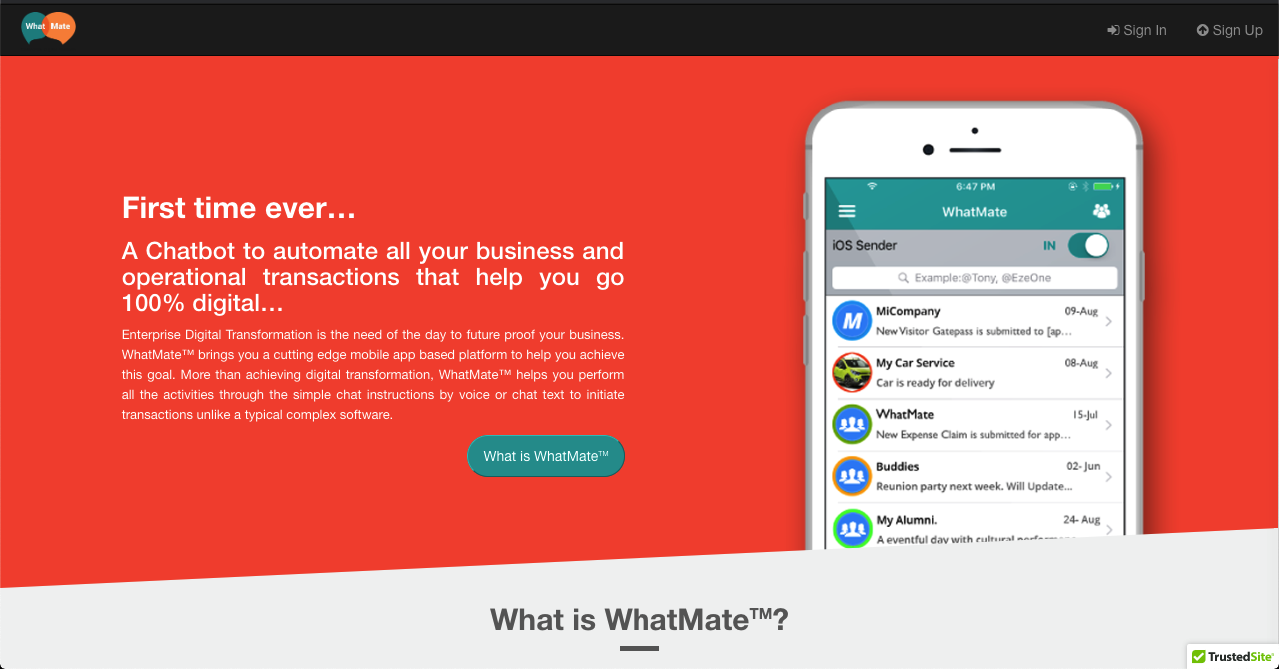 What Mate
Sign In
Sign Up
First time ever...
A Chatbot to automate all your business and
operational transactions that help you go
100% digital...
Enterprise Digital Transformation is the need of the day to future proof your business.
WhatMate™ brings you a cutting edge mobile app based platform to help you achieve
this goal. More than achieving digital transformation, WhatMate™ helps you perform
all the activities through the simple chat instructions by voice or chat text to initiate
transactions unlike a typical complex software.
What is WhatMate™
6:47 PM
WhatMate
iOS Sender IN
Example:@Tony, @EzeOne
M
MiCompany 09-Aug
New Visitor Gatepass is submitted to [ap...
My Car Service 08-Aug
Car is ready for delivery
WhatMate 15-Jul
New Expense Claim is submitted for app...
Buddies 02- Jun
Reunion party next week. Will Update...
My Alumni. 24- Aug
A eventful day with cultural
What is WhatMate™?
TrustedSite